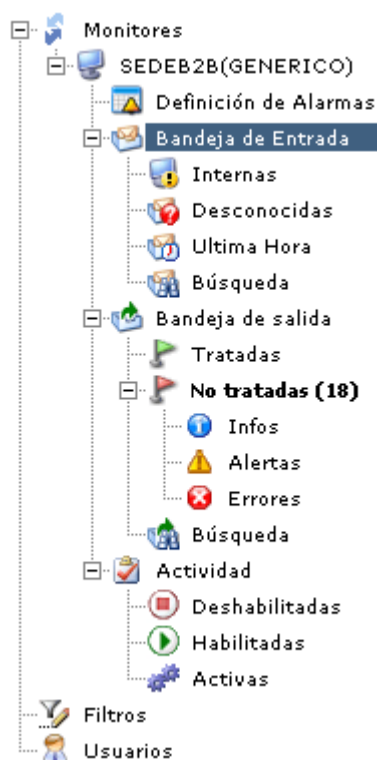 Monitores
SEDEB2B(GENERICO)
Definición de Alarmas
Bandeja de Entrada
Internas
Desconocidas
Ultima Hora
Búsqueda
Bandeja de salida
Tratadas
No tratadas (18)
Infos
Alertas
Errores
Búsqueda
Actividad
Deshabilitadas
Habilitadas
Activas
Filtros
Usuarios